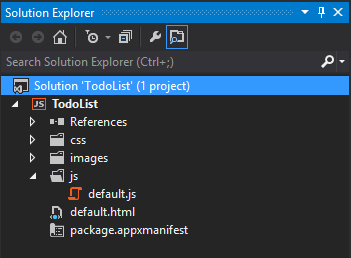 Solution Explorer
Search Solution Explorer (Ctrl+;)
Solution 'TodoList' (1 project)
JS TodoList
References
css
images
js
default.js
default.html
package.appxmanifest